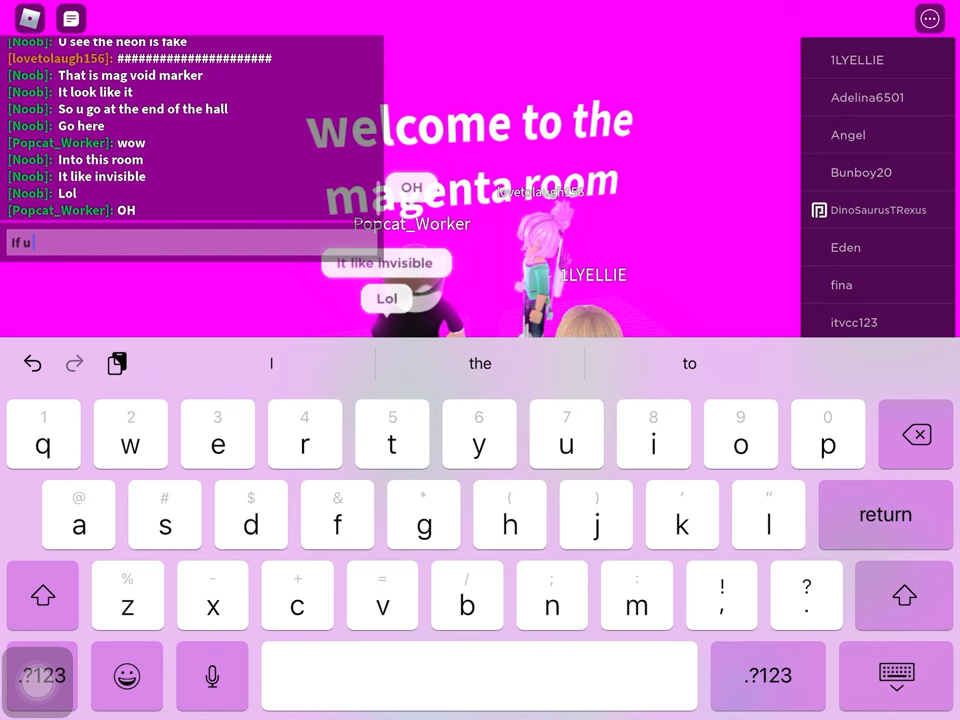 [Noob]: U see the neon is fake
[lovetolaugh156]: ######################
[Noob]: That is mag void marker
[Noob]: It look like it
[Noob]: So u go at the end of the hall
[Noob]: Go here
[Popcat_Worker]: wow
[Noob]: Into this room
[Noob]: It like invisible
[Noob]: Lol
[Popcat_Worker]: OH
If u
welcome to the
magenta room
OH
lovetolaugh156
Popcat_Worker
It like invisible
1LYELLIE
Lol
1LYELLIE
Adelina6501
Angel
Bunboy20
DinoSaurusTRexus
Eden
fina
itvcc123
I the to
1 2 3 4 5 6 7 8 9 0
q w e r t y u i o p
@ # $ & * ( ) ' "
a s d f g h j k l return
% - + = / ; : ! ?
z x c v b n m , .
.?123 .?123